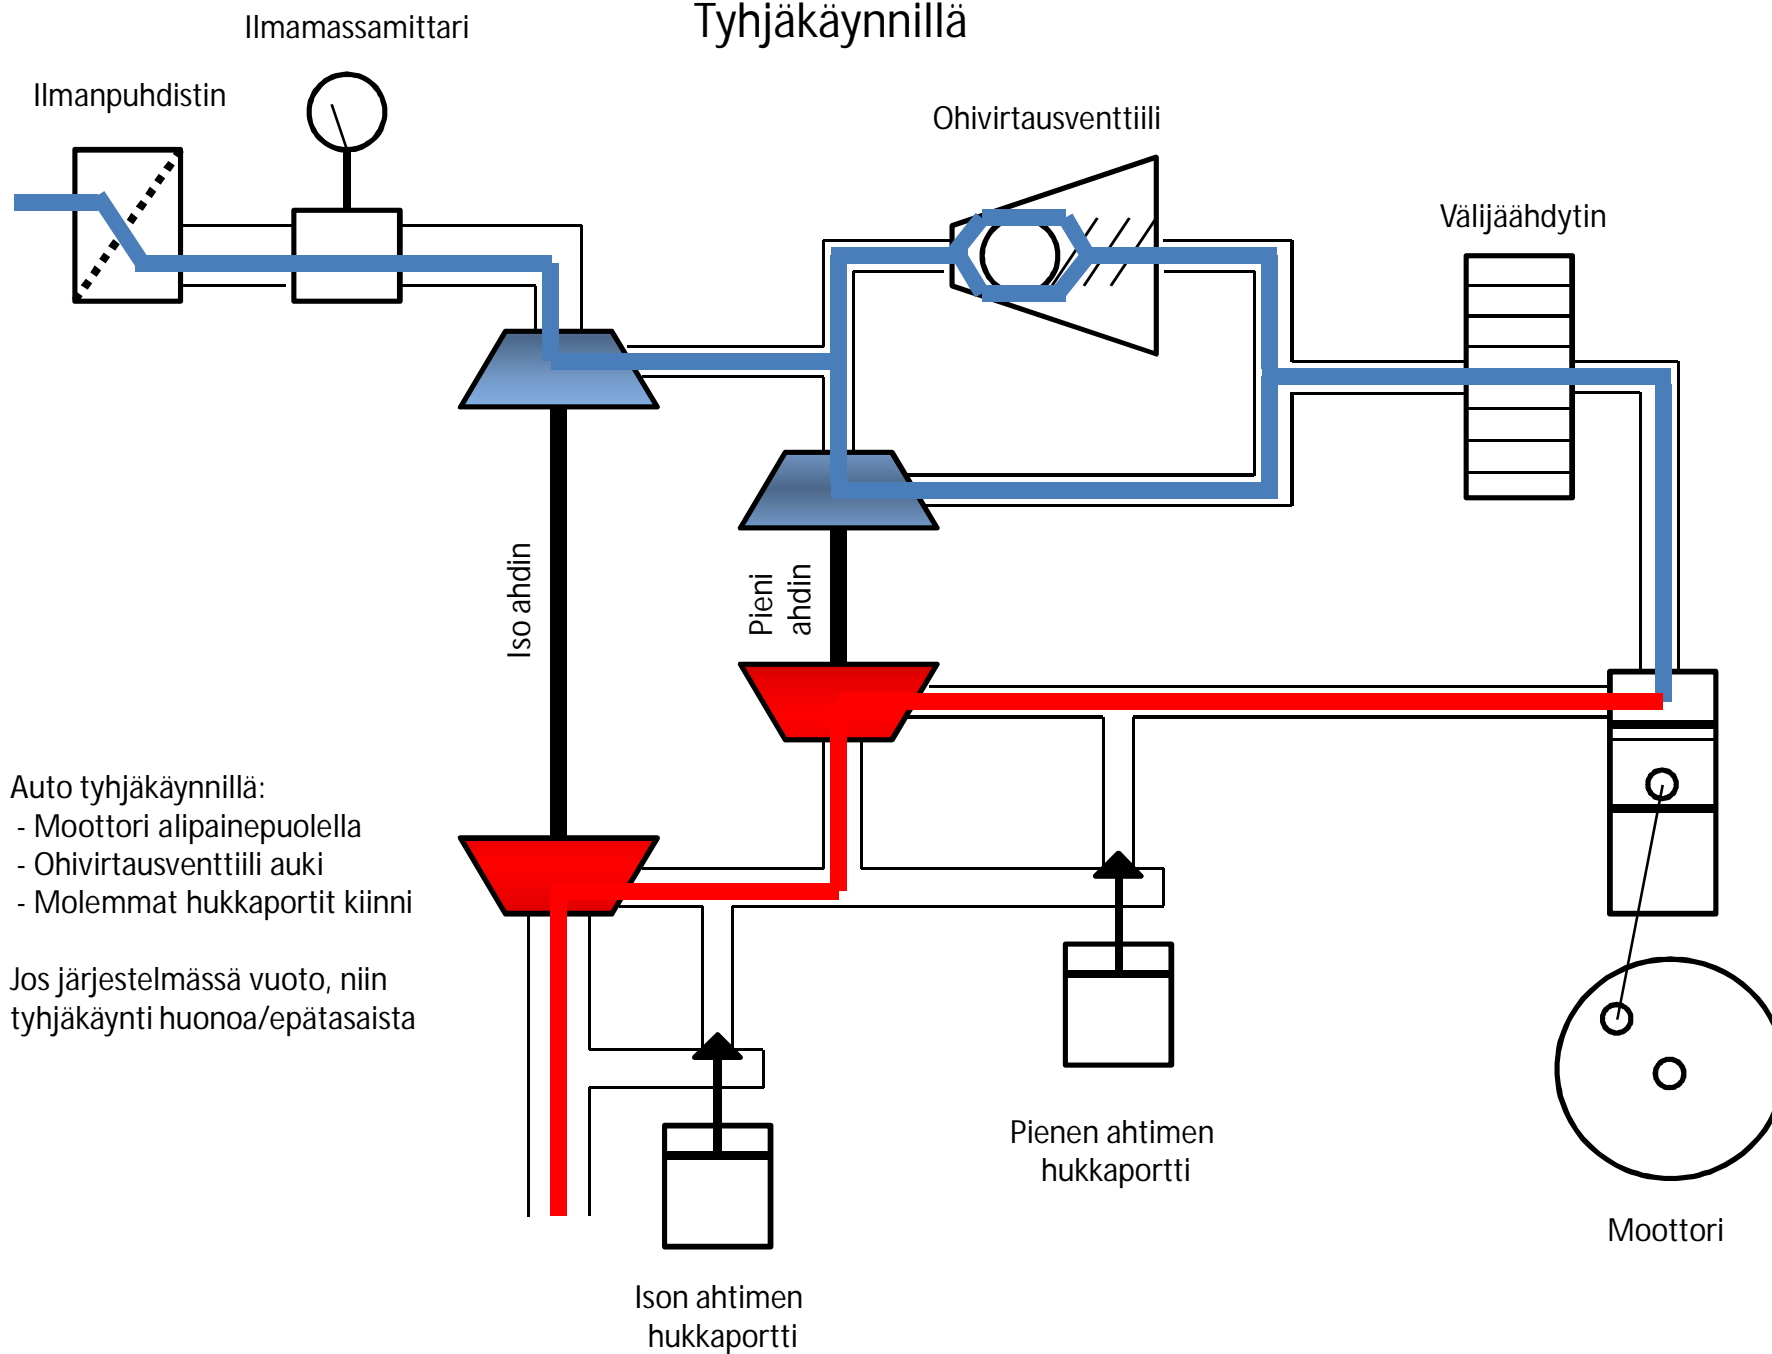 Tyhjäkäynnillä
Ilmamassamittari
Ilmanpuhdistin
Ohivirtausventtiili
Välijäähdytin
Iso ahdin
Pieni
ahdin
Auto tyhjäkäynnillä:
- Moottori alipainepuolella
- Ohivirtausventtiili auki
- Molemmat hukkaportit kiinni
Jos järjestelmässä vuoto, niin
tyhjäkäynti huonoa/epätasaista
Pienen ahtimen
hukkaportti
Moottori
Ison ahtimen
hukkaportti